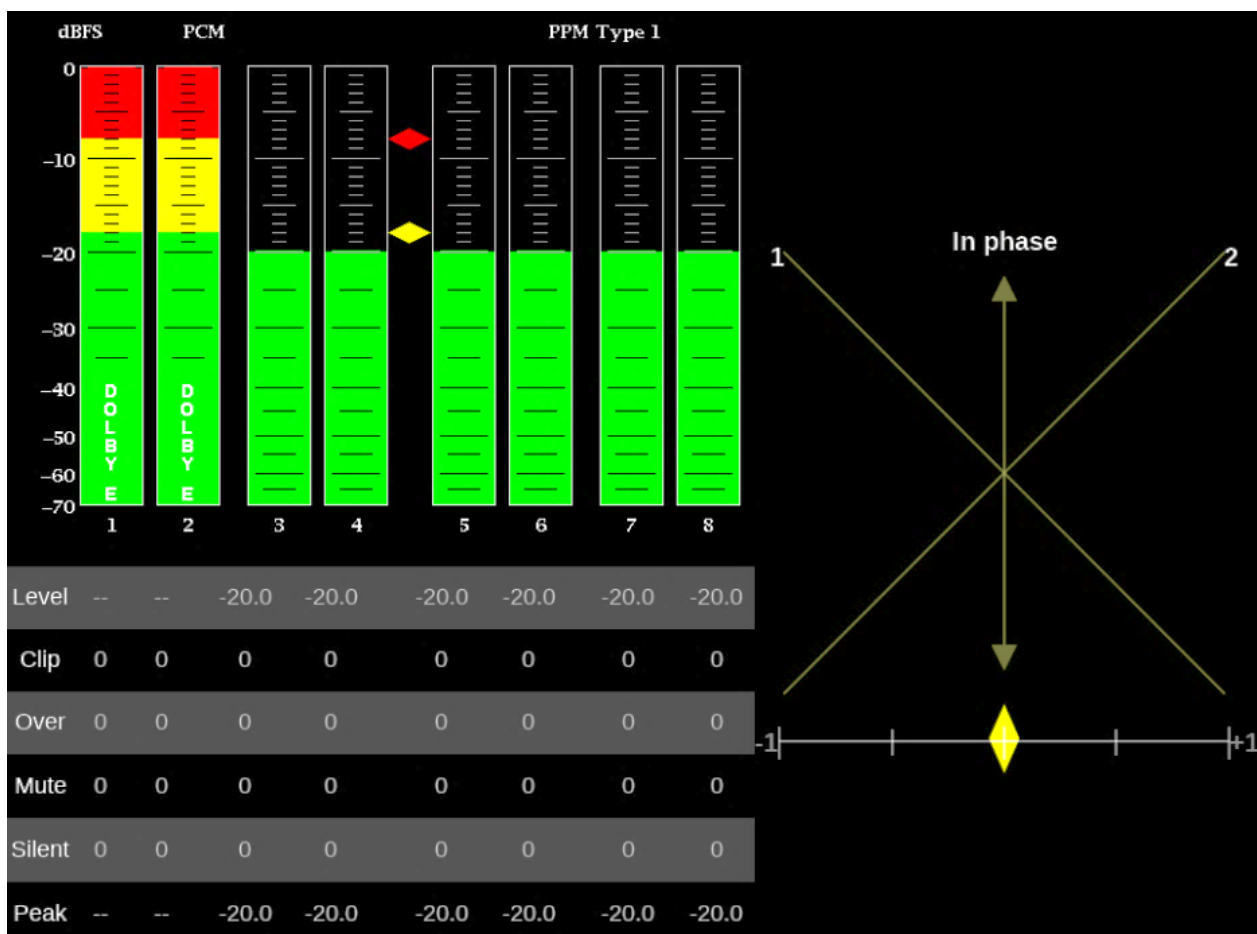 dBFS PCM PPM Type 1
0
–10
–20
–30
–40
–50
–60
–70
DOLBY E
DOLBY E
1 2 3 4 5 6 7 8
Level -- -- -20.0 -20.0 -20.0 -20.0 -20.0 -20.0
Clip 0 0 0 0 0 0 0 0
Over 0 0 0 0 0 0 0 0
Mute 0 0 0 0 0 0 0 0
Silent 0 0 0 0 0 0 0 0
Peak -- -- -20.0 -20.0 -20.0 -20.0 -20.0 -20.0
In phase
1 2
-1 +1